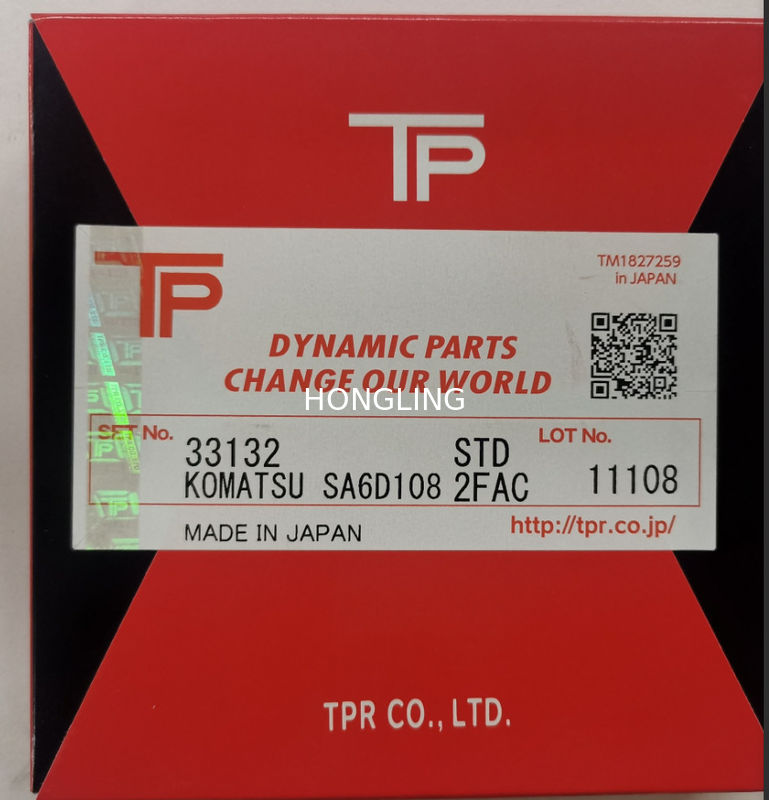 TP
TP
TM1827259
in JAPAN
DYNAMIC PARTS
CHANGE OUR WORLD
HONGLING
SET No.
33132
STD
LOT No.
KOMATSU SA6D108
2FAC
11108
MADE IN JAPAN
http://tpr.co.jp/
TPR CO., LTD.